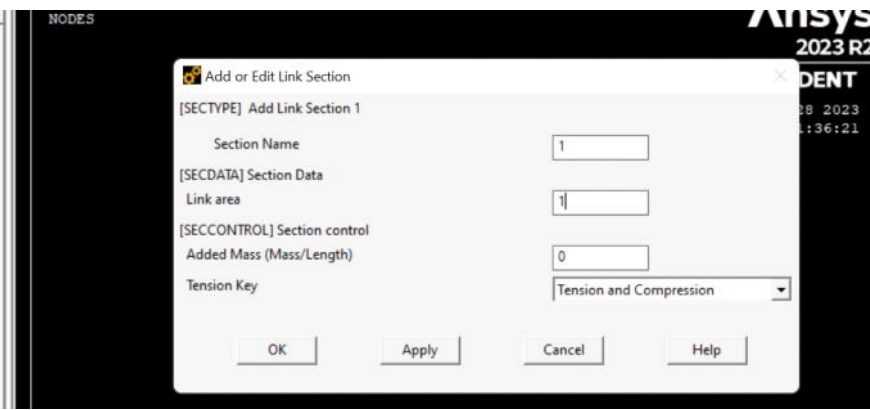 NODES
Ansys
2023 R2
Add or Edit Link Section
DENT
[SECTYPE] Add Link Section 1
28 2023
Section Name
1
1:36:21
[SECDATA] Section Data
Link area
1
[SECCONTROL] Section control
Added Mass (Mass/Length)
0
Tension Key
Tension and Compression
OK
Apply
Cancel
Help